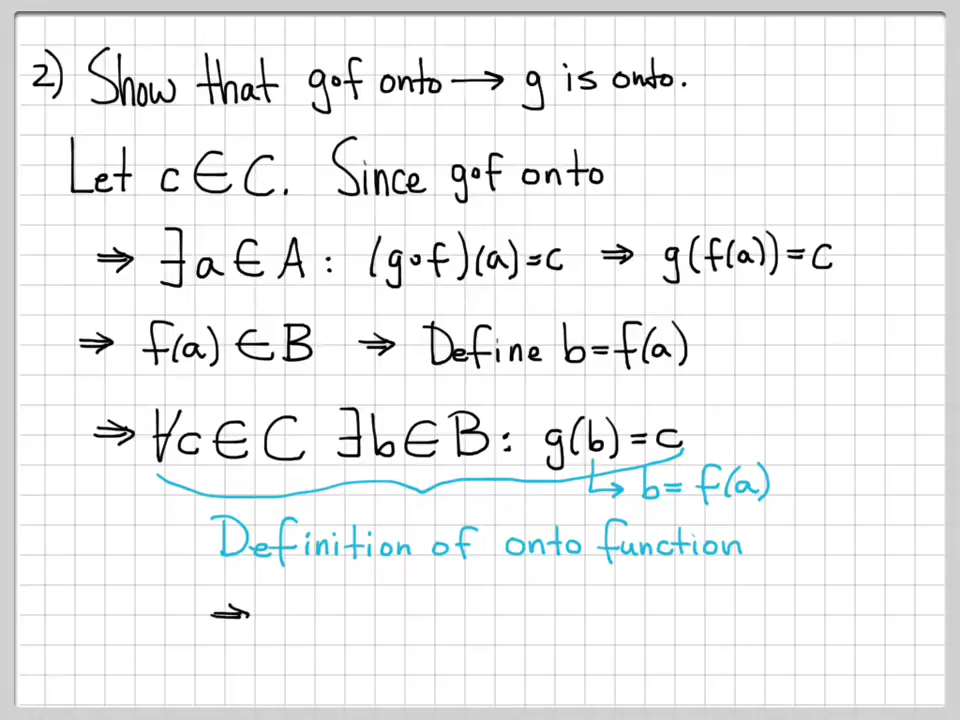 2) Show that g∘f onto → g is onto.
Let c ∈ C. Since g∘f onto
⇒ ∃ a ∈ A : (g∘f)(a) = c ⇒ g(f(a)) = c
⇒ f(a) ∈ B ⇒ Define b = f(a)
⇒ ∀c ∈ C ∃b ∈ B : g(b) = c
↳ b = f(a)
Definition of onto function
⇒